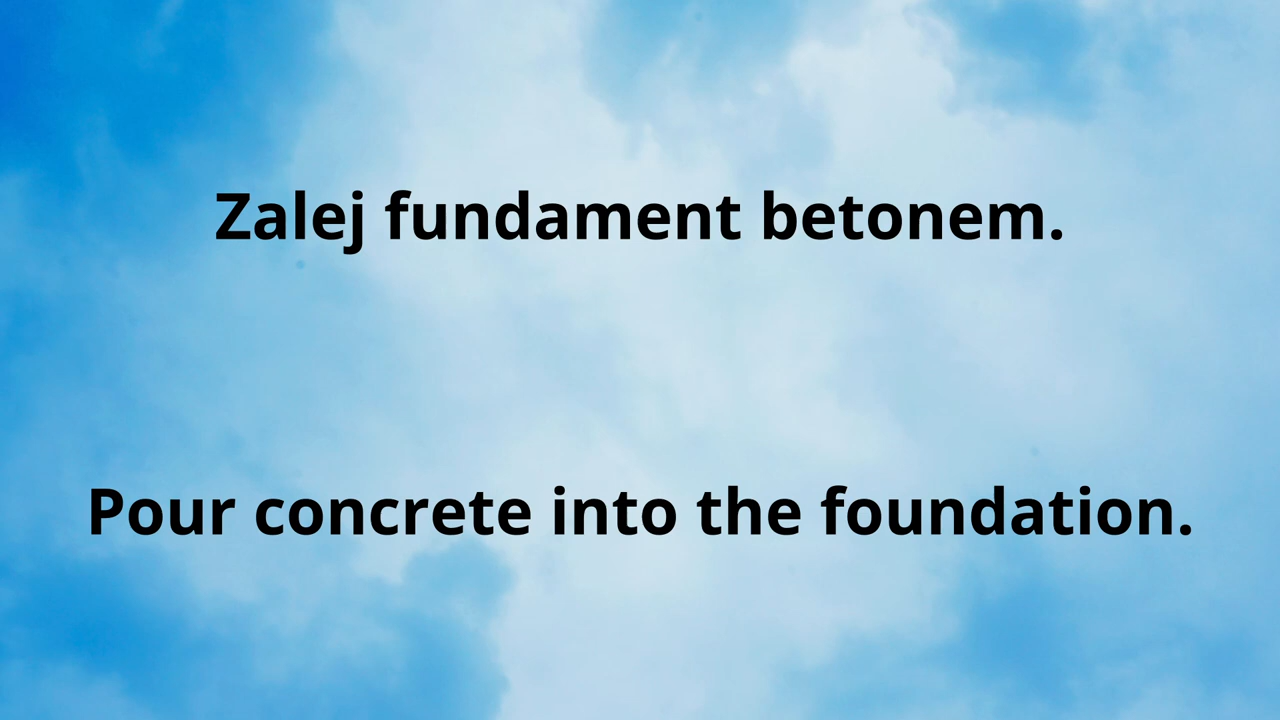 Zalej fundament betonem.
Pour concrete into the foundation.